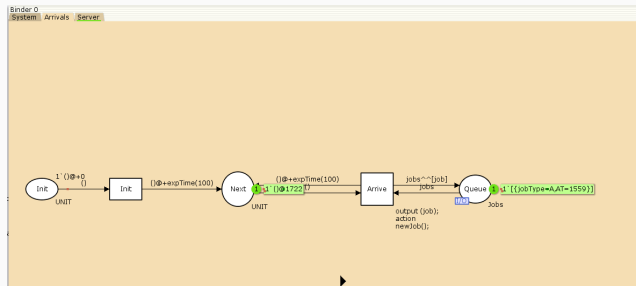 Binder 0
System Arrivals Server
1`()@+0
()
Init
UNIT
Init
()@+expTime(100)
Next
1
1`()@1722
UNIT
()@+expTime(100)
()
Arrive
jobs^^[job]
jobs
output (job);
action
newJob();
Queue
1
1`[{jobType=A,AT=1559}]
I/O
Jobs